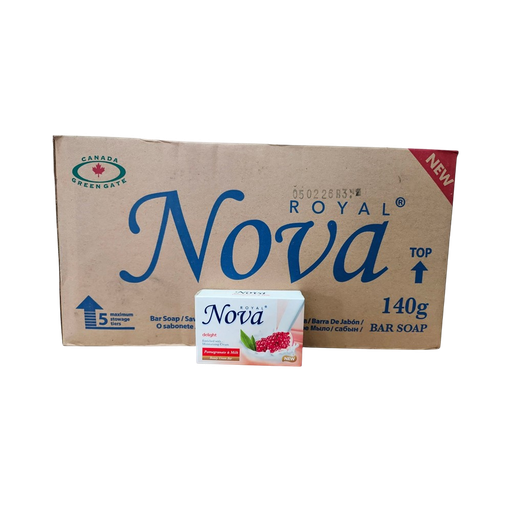 CANADA
GREEN GATE
NEW
ROYAL®
Nova
TOP
5 maximum
stowage
tiers
140g
BAR SOAP
Bar Soap / Sav
O sabonete
/ Barra De Jabón /
е Мыло / сабын /
ROYAL
Nova®
delight
Pomegranate & Milk
NEW